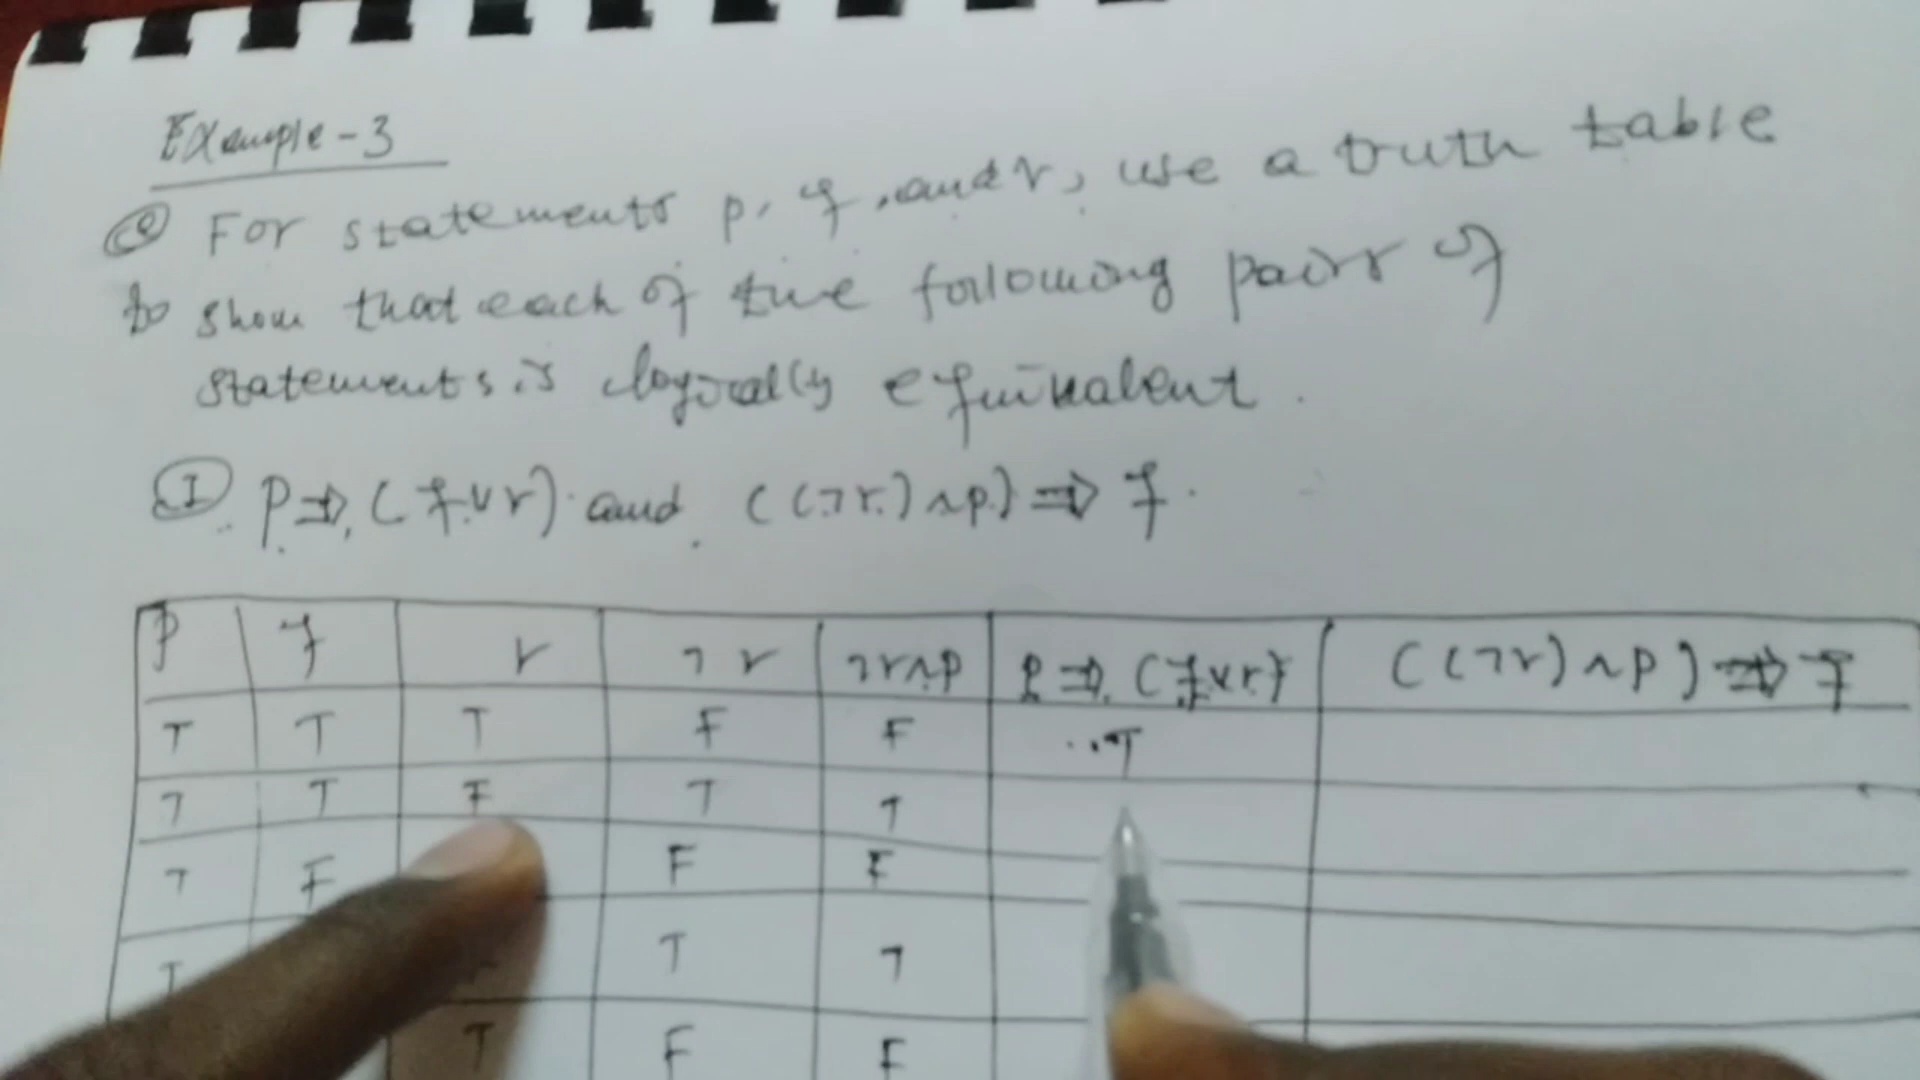 Example-3
② For statements p, q, and r, use a truth table
to show that each of the following pair of
statements is logically equivalent.
Ⓘ p⇒(q∨r) and ((¬r)∧p)⇒q.
p q r ¬r ¬r∧p p⇒(q∨r) ((¬r)∧p)⇒q
T T T F F T
T T F T T
T F F F
T T T
T F F